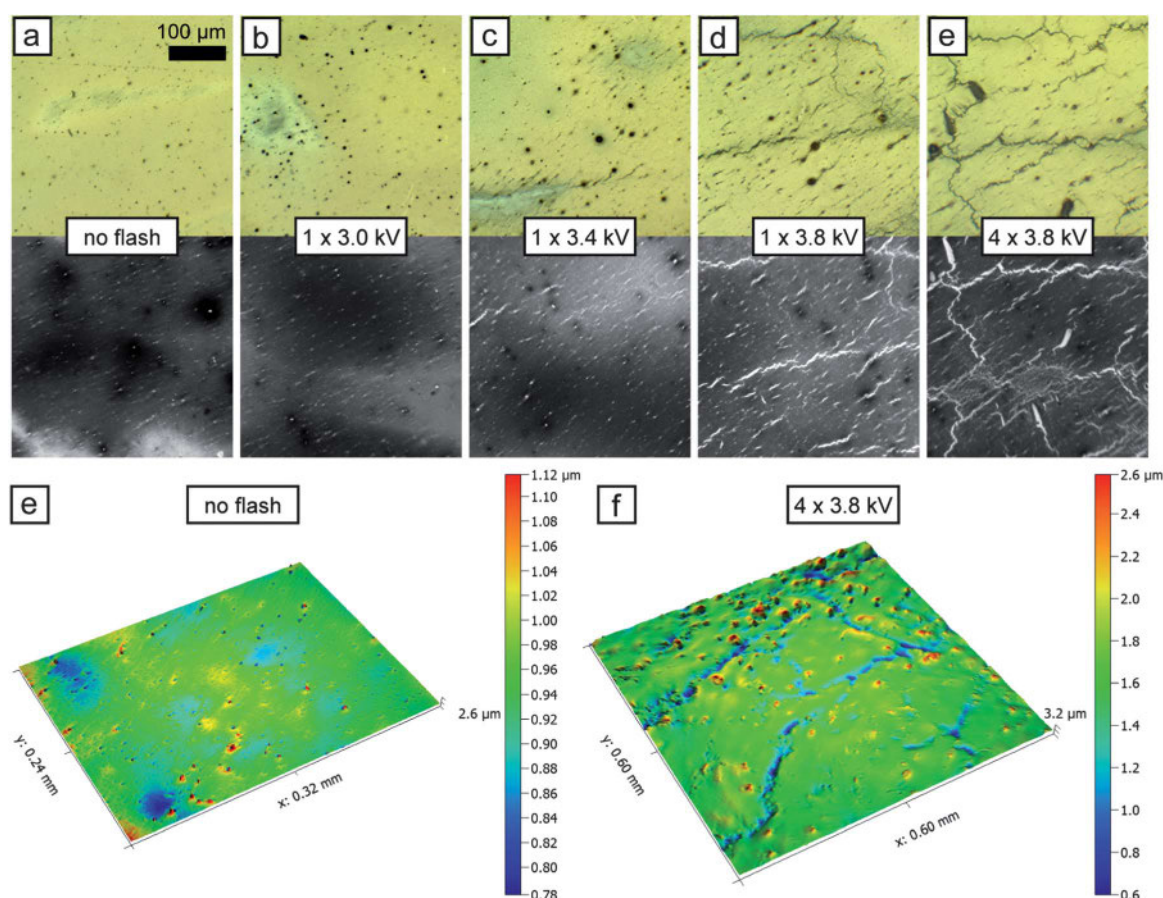 a
100 µm
b
c
d
e
no flash
1 x 3.0 kV
1 x 3.4 kV
1 x 3.8 kV
4 x 3.8 kV
e
no flash
1.12 µm
1.10
1.08
1.06
1.04
1.02
1.00
0.98
0.96
0.94
0.92
0.90
0.88
0.86
0.84
0.82
0.80
0.78
y: 0.24 mm
x: 0.32 mm
2.6 µm
f
4 x 3.8 kV
2.6 µm
2.4
2.2
2.0
1.8
1.6
1.4
1.2
1.0
0.8
0.6
y: 0.60 mm
x: 0.60 mm
3.2 µm